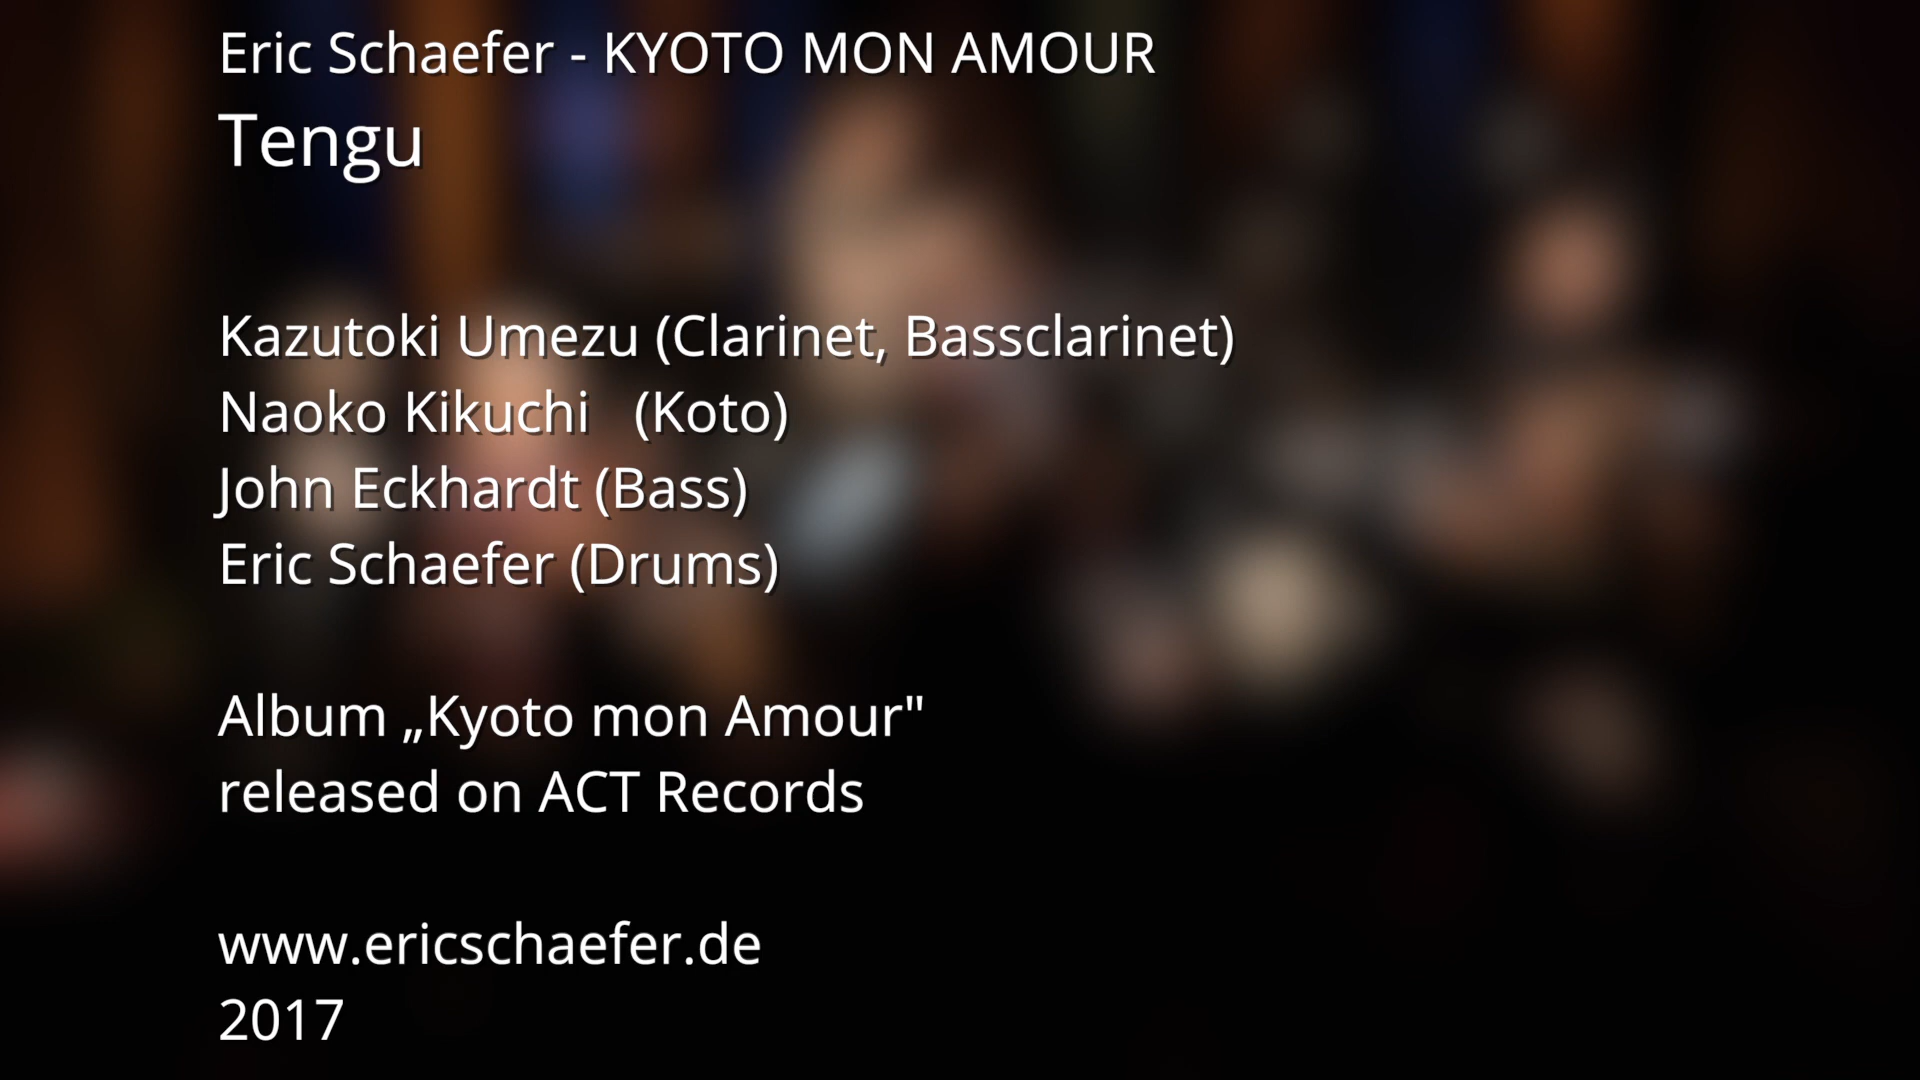 Eric Schaefer - KYOTO MON AMOUR
Tengu
Kazutoki Umezu (Clarinet, Bassclarinet)
Naoko Kikuchi (Koto)
John Eckhardt (Bass)
Eric Schaefer (Drums)
Album „Kyoto mon Amour"
released on ACT Records
www.ericschaefer.de
2017